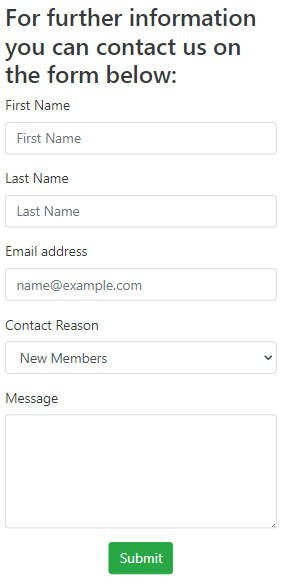 For further information
you can contact us on
the form below:
First Name
First Name
Last Name
Last Name
Email address
name@example.com
Contact Reason
New Members
Message
Submit